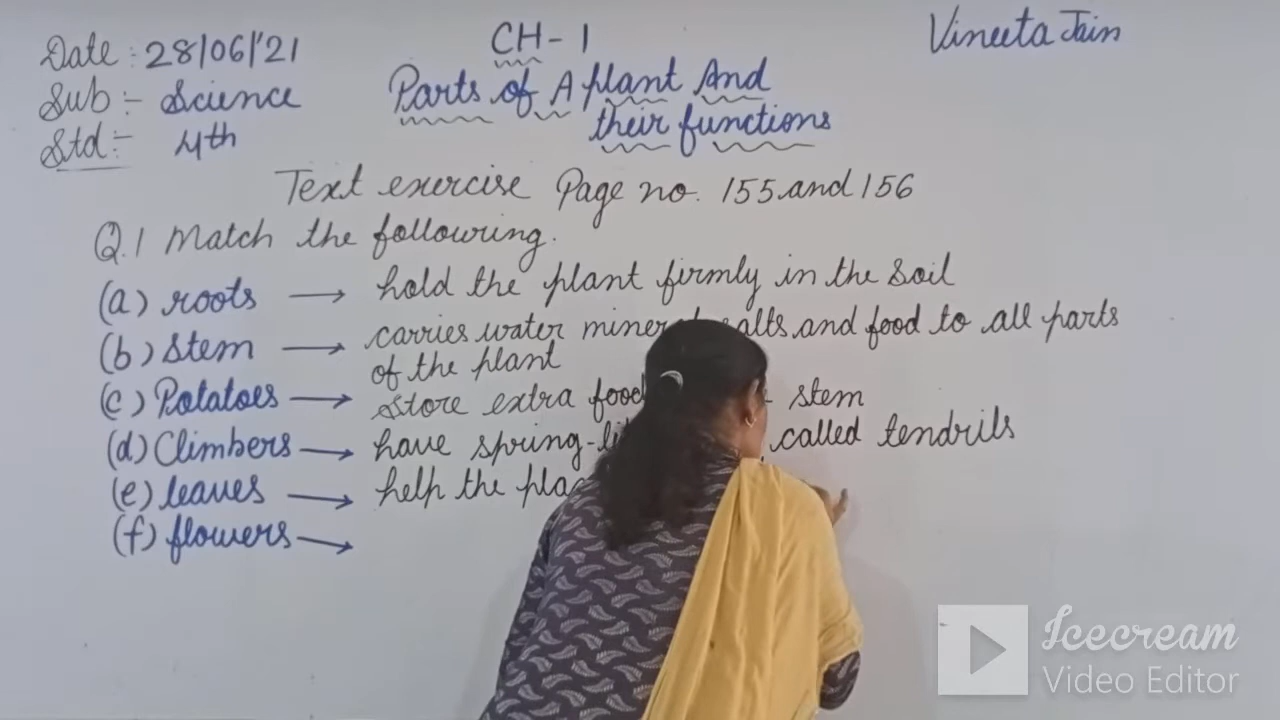 Date : 28/06/'21
Sub :- Science
Std :- 4th
CH-1
Parts of A plant And
their functions
Vineeta Jain
Text exercise Page no. 155 and 156
Q.1 Match the following.
(a) roots → hold the plant firmly in the soil
(b) Stem → carries water mineral salts and food to all parts
of the plant
(c) Potatoes → store extra food stem
(d) Climbers → have spring- called tendrils
(e) leaves → help the
(f) flowers →
Icecream
Video Editor